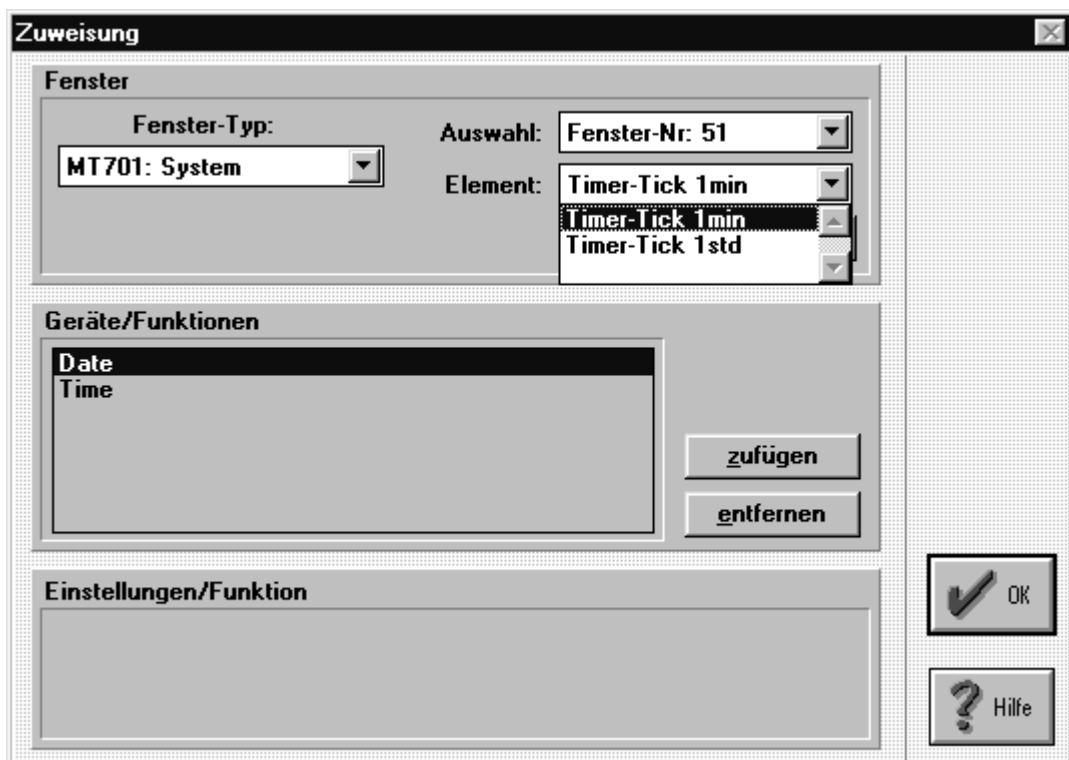 Zuweisung
Fenster
Fenster-Typ:
MT701: System
Auswahl: Fenster-Nr: 51
Element: Timer-Tick 1min
Timer-Tick 1min
Timer-Tick 1std
Geräte/Funktionen
Date
Time
zufügen
entfernen
Einstellungen/Funktion
OK
Hilfe